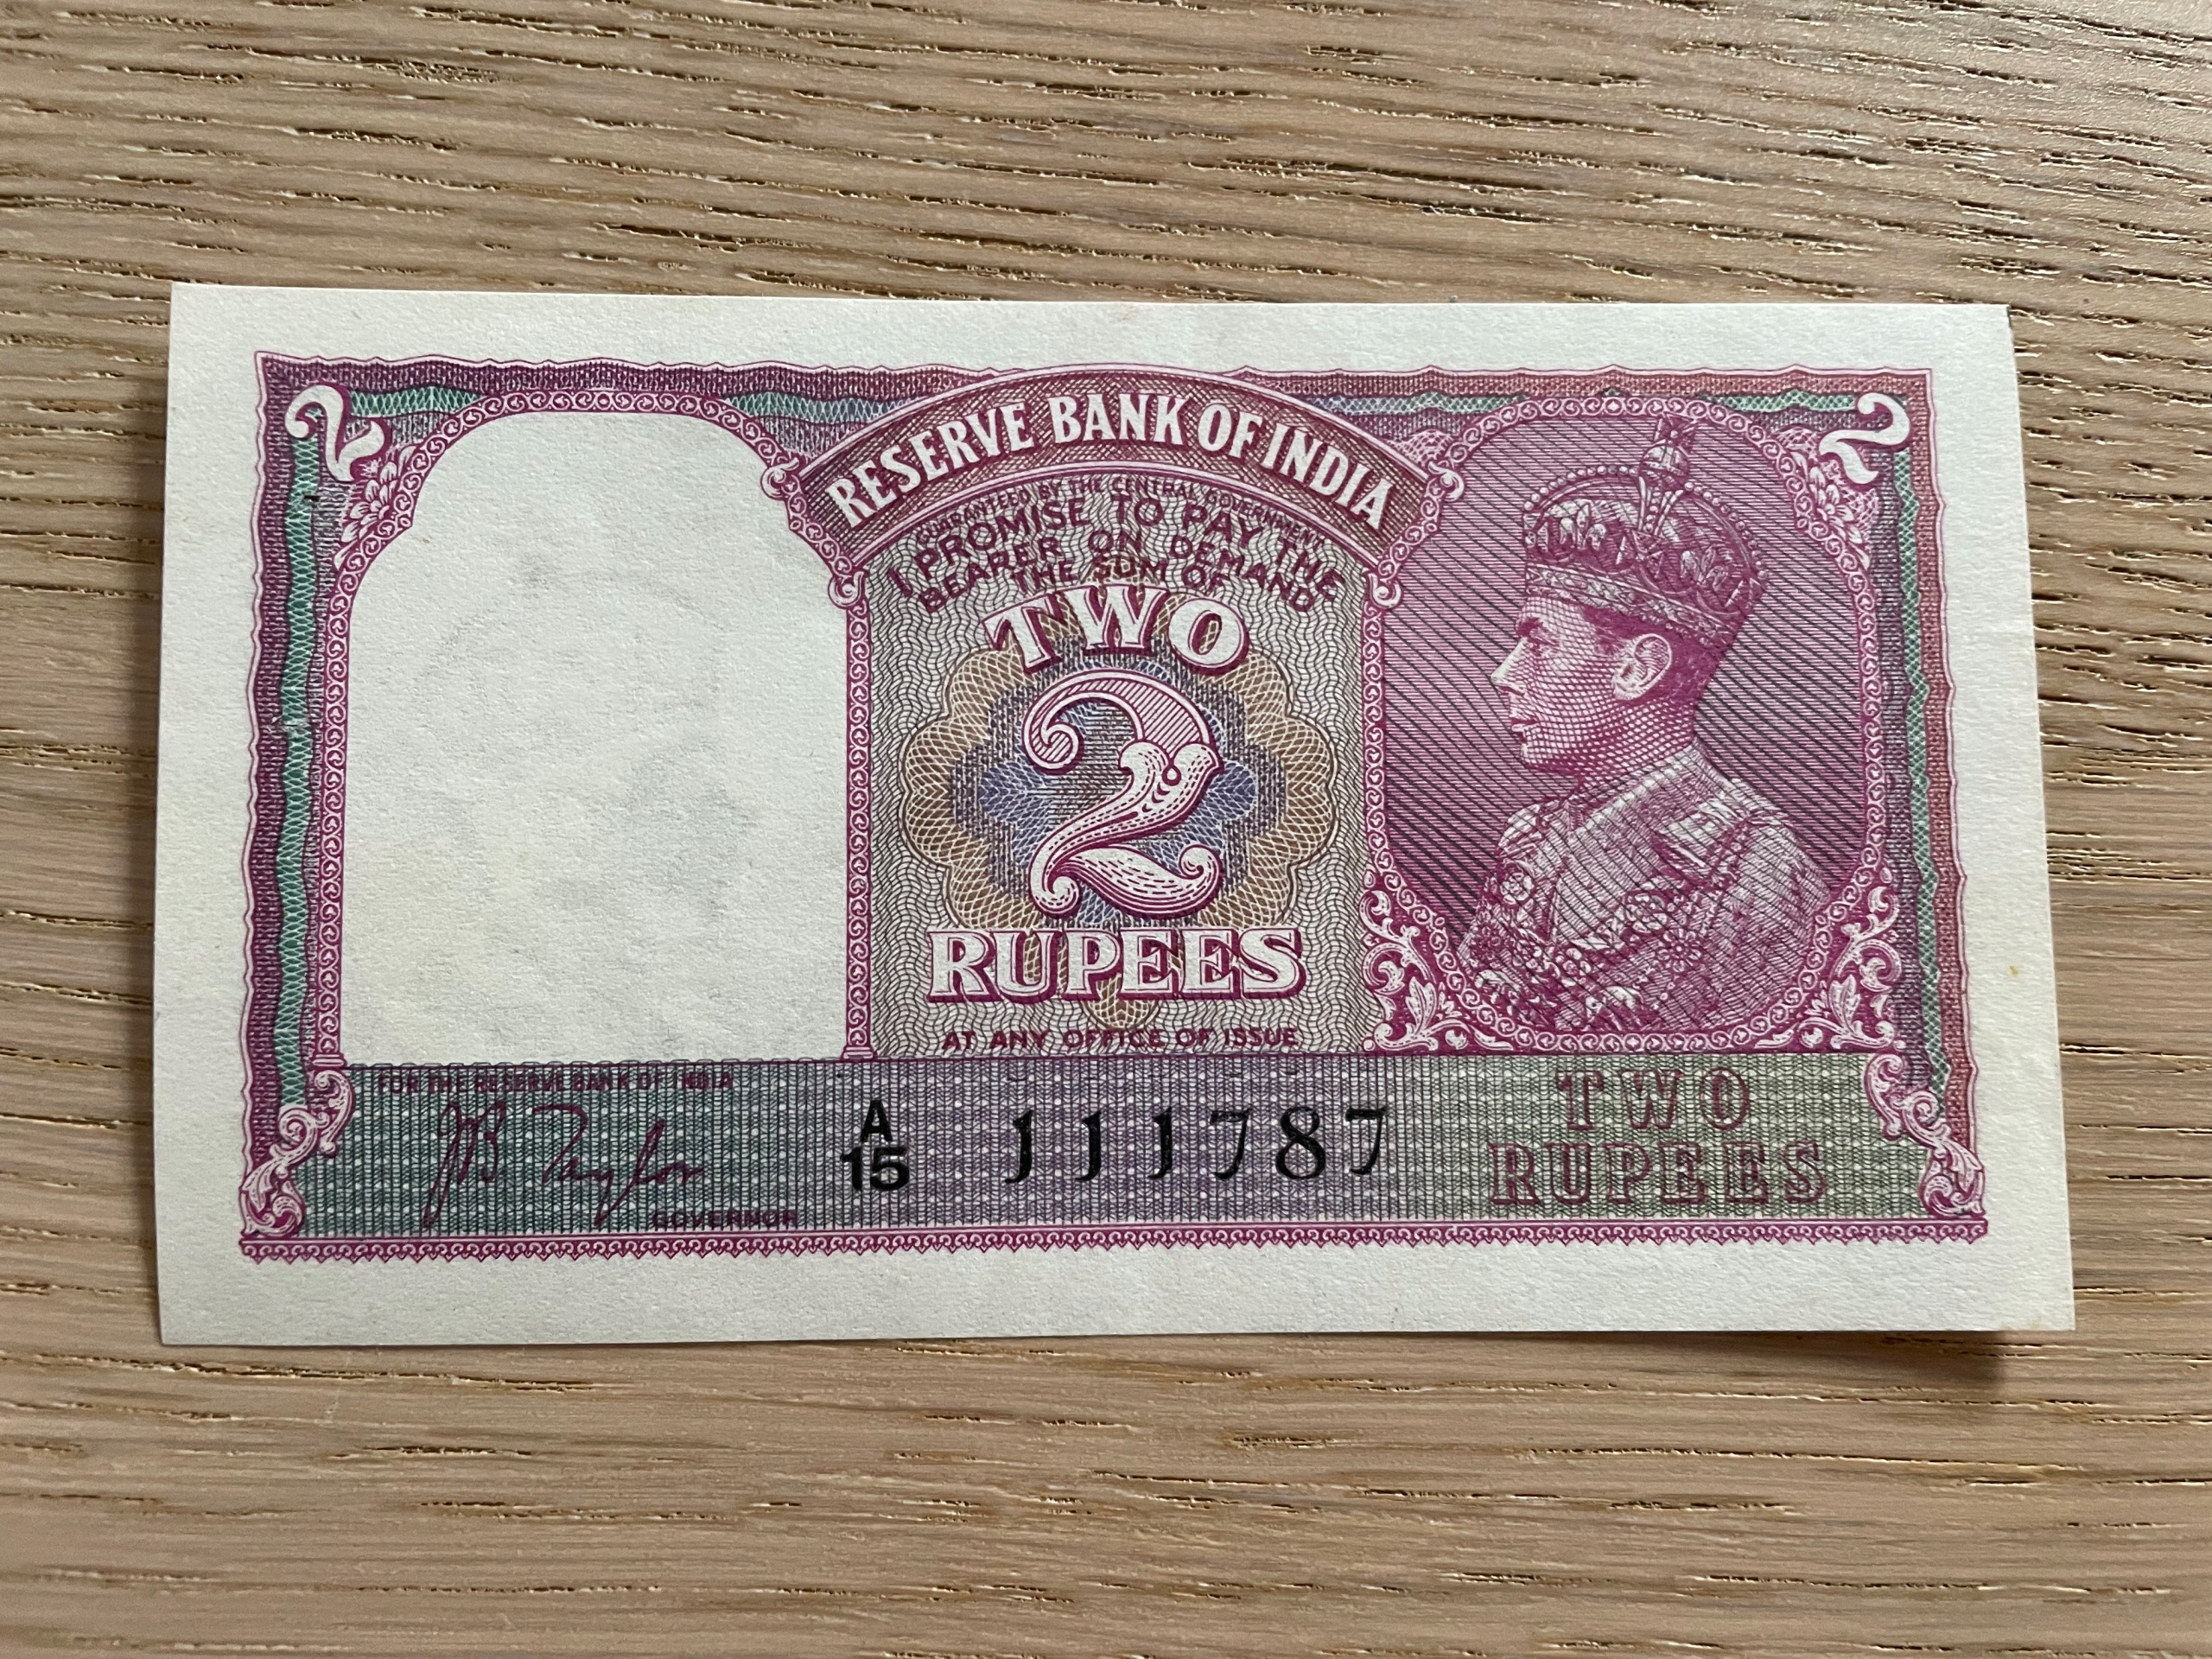 2 2
RESERVE BANK OF INDIA
GUARANTEED BY THE CENTRAL GOVERNMENT
I PROMISE TO PAY THE
BEARER ON DEMAND
THE SUM OF
TWO
2
RUPEES
AT ANY OFFICE OF ISSUE
FOR THE RESERVE BANK OF INDIA
JB Taylor
GOVERNOR
A
15
111787
TWO
RUPEES